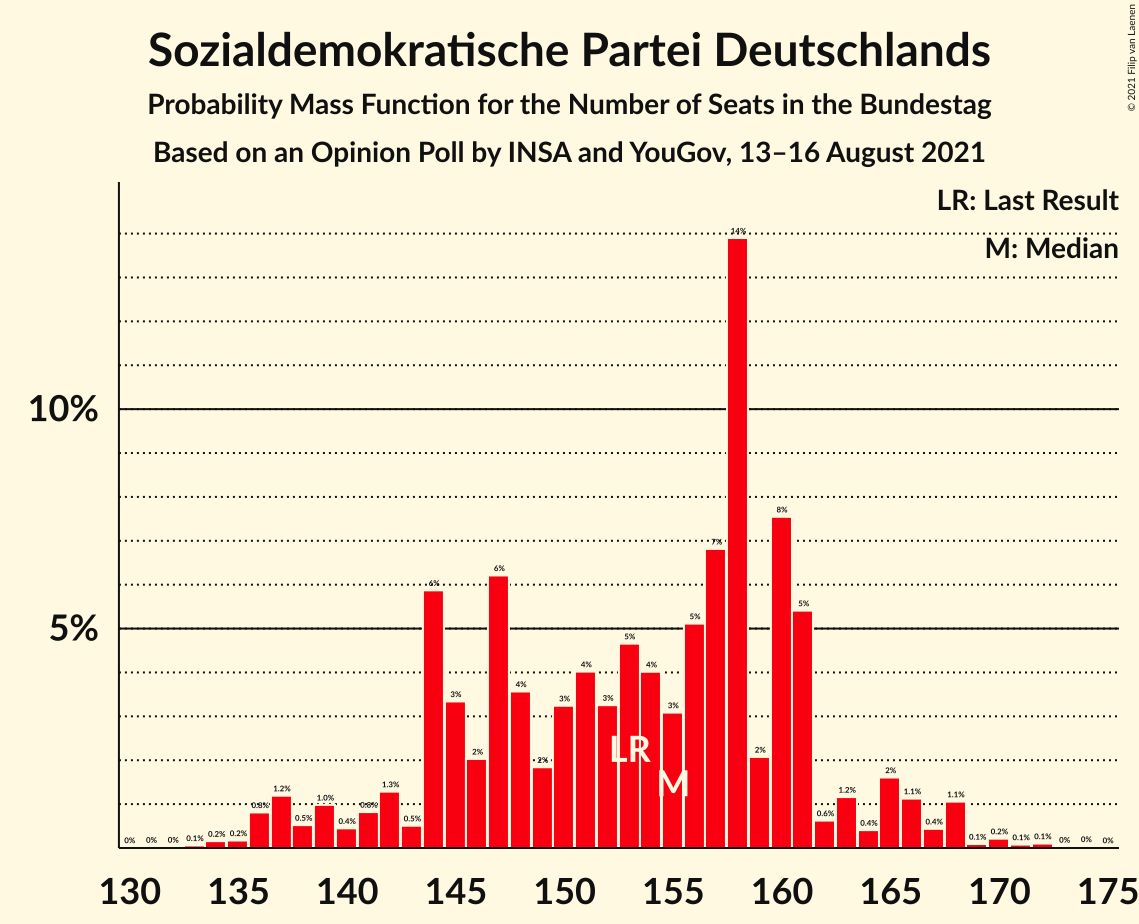 Sozialdemokratische Partei Deutschlands
Probability Mass Function for the Number of Seats in the Bundestag
Based on an Opinion Poll by INSA and YouGov, 13–16 August 2021
© 2021 Filip van Laenen
LR: Last Result
M: Median
10%
5%
0% 0% 0% 0.1% 0.2% 0.2% 0.8% 1.2% 0.5% 1.0% 0.4% 0.8% 1.3% 0.5% 6% 3% 2% 6% 4% 2% 3% 4% 3% 5% 4% 3% 5% 7% 14% 2% 8% 5% 0.6% 1.2% 0.4% 2% 1.1% 0.4% 1.1% 0.1% 0.2% 0.1% 0.1% 0% 0% 0%
LR
M
130 135 140 145 150 155 160 165 170 175